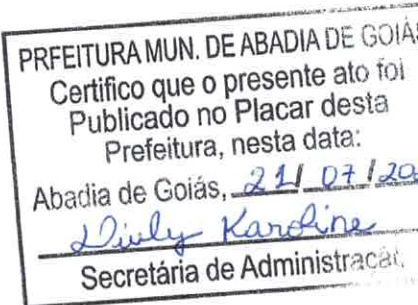 PRFEITURA MUN. DE ABADIA DE GOIÁS
Certifico que o presente ato foi
Publicado no Placar desta
Prefeitura, nesta data:
Abadia de Goiás, 21/07/20
Karoline
Secretária de Administraçã